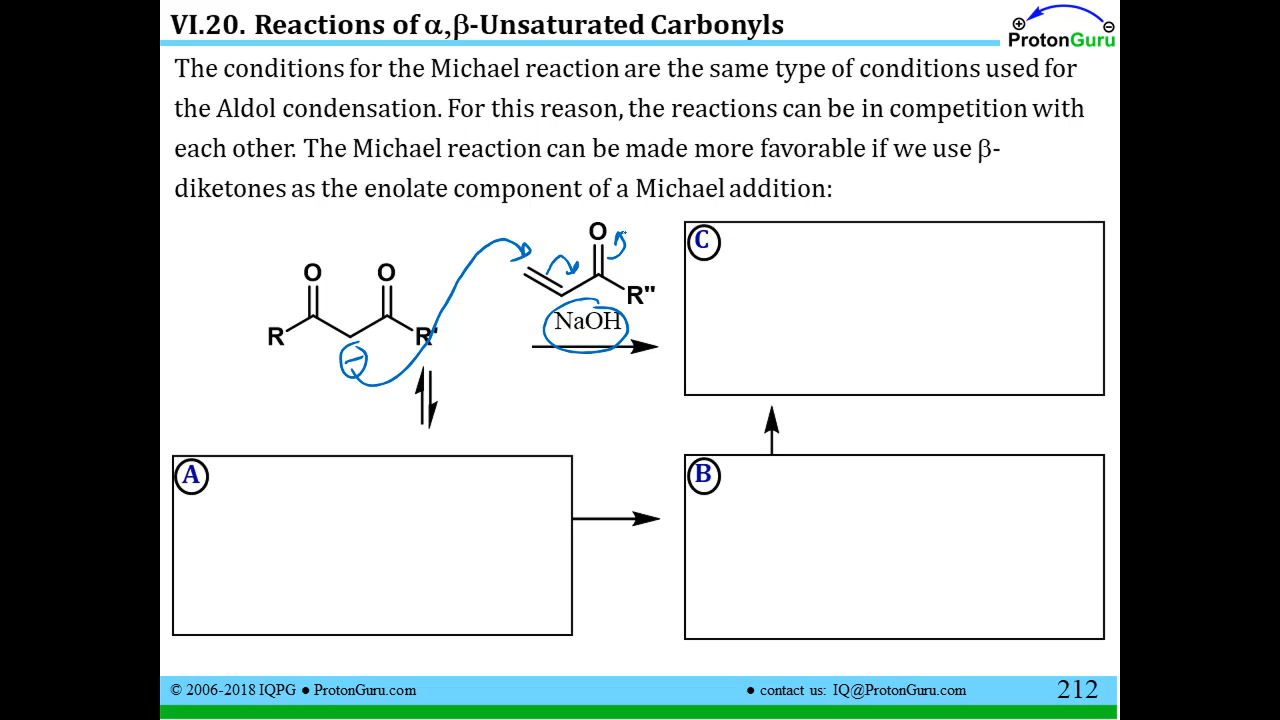 VI.20. Reactions of α,β-Unsaturated Carbonyls
ProtonGuru
The conditions for the Michael reaction are the same type of conditions used for
the Aldol condensation. For this reason, the reactions can be in competition with
each other. The Michael reaction can be made more favorable if we use β-
diketones as the enolate component of a Michael addition:
O O
R R'
O
R"
NaOH
C
A
B
© 2006-2018 IQPG ● ProtonGuru.com
● contact us: IQ@ProtonGuru.com
212